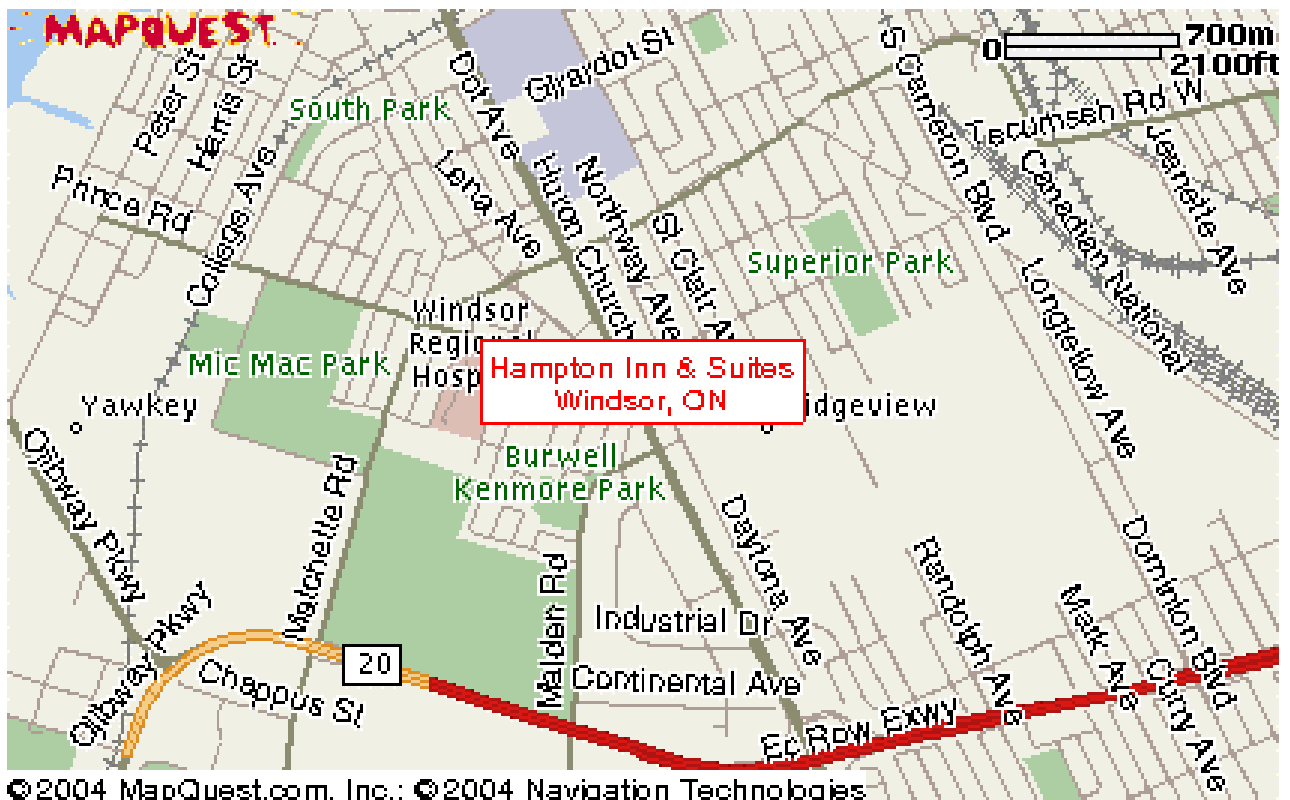 MAPQUEST.
0
700m
2100ft
Peter St
Harris St
South Park
Dot Ave
Girardot St
S Cameron Blvd
Tecumseh Rd W
Jeanette Ave
Prince Rd
College Ave
Lena Ave
Huron Church
Northway Ave
St Clair A
Superior Park
Canadian National
Longfellow Ave
Windsor
Regional
Hosp
Mic Mac Park
Hampton Inn & Suites
Windsor, ON
Yawkey
idgeview
Burwell
Kenmore Park
Ojibway Pkwy
Matchette Rd
Malden Rd
Daytona Ave
Randolph Ave
Mark Ave
Dominion Blvd
Curry Ave
Industrial Dr
Continental Ave
Ojibway Pkwy
Chappus St
20
Ec Row Exwy
©2004 MapQuest.com, Inc.; ©2004 Navigation Technologies